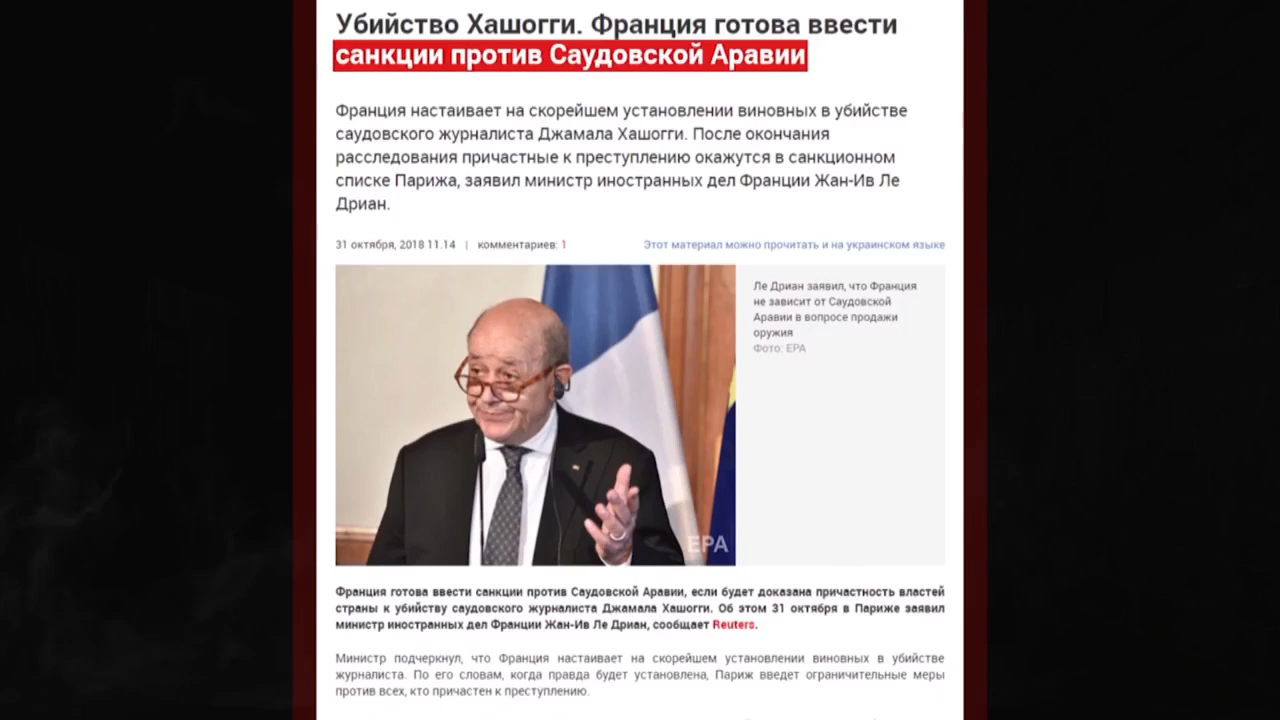 Убийство Хашогги. Франция готова ввести
санкции против Саудовской Аравии
Франция настаивает на скорейшем установлении виновных в убийстве
саудовского журналиста Джамала Хашогги. После окончания
расследования причастные к преступлению окажутся в санкционном
списке Парижа, заявил министр иностранных дел Франции Жан-Ив Ле
Дриан.
31 октября, 2018 11.14 | комментариев: 1 Этот материал можно прочитать и на украинском языке
Ле Дриан заявил, что Франция
не зависит от Саудовской
Аравии в вопросе продажи
оружия
Фото: EPA
EPA
Франция готова ввести санкции против Саудовской Аравии, если будет доказана причастность властей
страны к убийству саудовского журналиста Джамала Хашогги. Об этом 31 октября в Париже заявил
министр иностранных дел Франции Жан-Ив Ле Дриан, сообщает Reuters.
Министр подчеркнул, что Франция настаивает на скорейшем установлении виновных в убийстве
журналиста. По его словам, когда правда будет установлена, Париж введет ограничительные меры
против всех, кто причастен к преступлению.